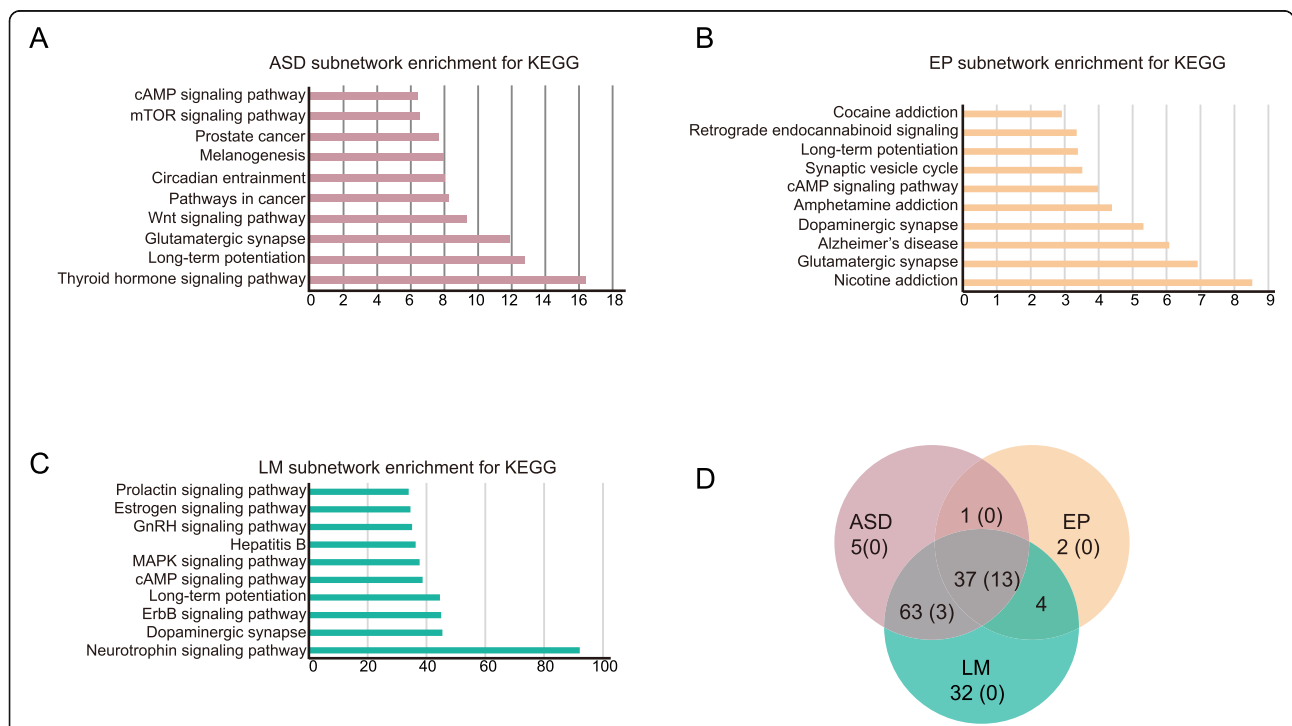 A
ASD subnetwork enrichment for KEGG
cAMP signaling pathway
mTOR signaling pathway
Prostate cancer
Melanogenesis
Circadian entrainment
Pathways in cancer
Wnt signaling pathway
Glutamatergic synapse
Long-term potentiation
Thyroid hormone signaling pathway
0 2 4 6 8 10 12 14 16 18
B
EP subnetwork enrichment for KEGG
Cocaine addiction
Retrograde endocannabinoid signaling
Long-term potentiation
Synaptic vesicle cycle
cAMP signaling pathway
Amphetamine addiction
Dopaminergic synapse
Alzheimer's disease
Glutamatergic synapse
Nicotine addiction
0 1 2 3 4 5 6 7 8 9
C
LM subnetwork enrichment for KEGG
Prolactin signaling pathway
Estrogen signaling pathway
GnRH signaling pathway
Hepatitis B
MAPK signaling pathway
cAMP signaling pathway
Long-term potentiation
ErbB signaling pathway
Dopaminergic synapse
Neurotrophin signaling pathway
0 20 40 60 80 100
D
ASD
5(0)
1 (0)
EP
2 (0)
37 (13)
63 (3)
4
LM
32 (0)